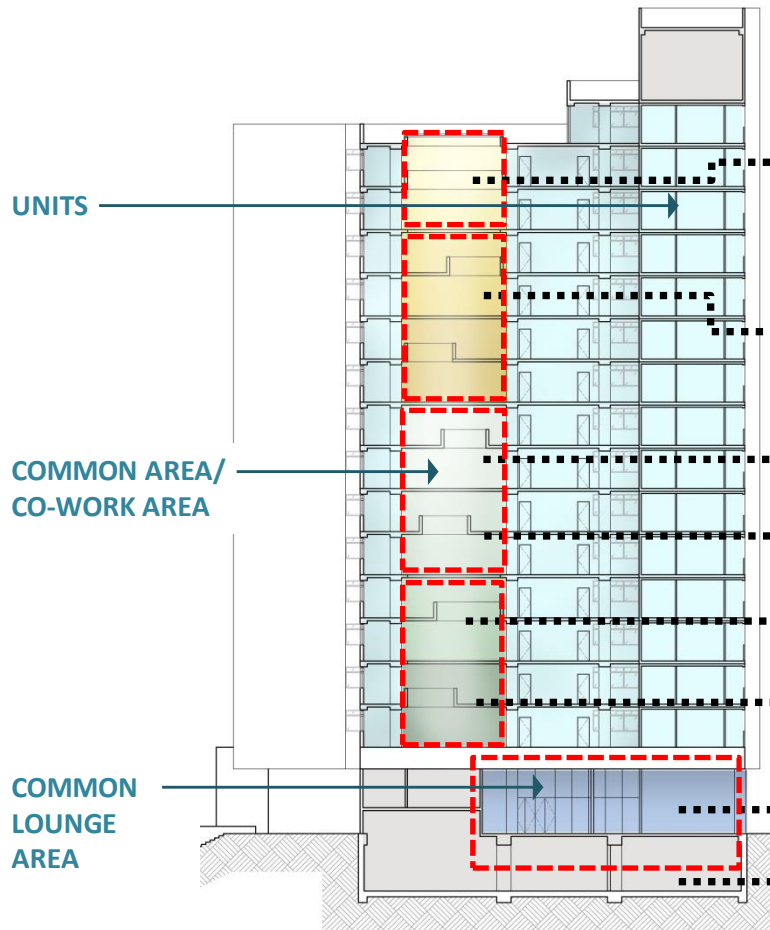 UNITS
COMMON AREA/
CO-WORK AREA
COMMON
LOUNGE
AREA